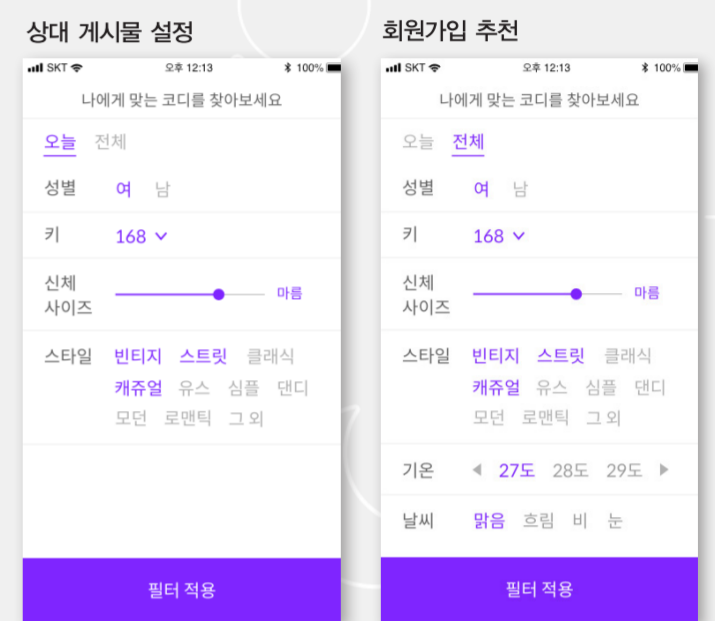 상대 게시물 설정
SKT 오후 12:13 100%
나에게 맞는 코디를 찾아보세요
오늘 전체
성별 여 남
키 168
신체
사이즈 마름
스타일 빈티지 스트릿 클래식
캐쥬얼 유스 심플 댄디
모던 로맨틱 그 외
필터 적용
회원가입 추천
SKT 오후 12:13 100%
나에게 맞는 코디를 찾아보세요
오늘 전체
성별 여 남
키 168
신체
사이즈 마름
스타일 빈티지 스트릿 클래식
캐쥬얼 유스 심플 댄디
모던 로맨틱 그 외
기온 27도 28도 29도
날씨 맑음 흐림 비 눈
필터 적용